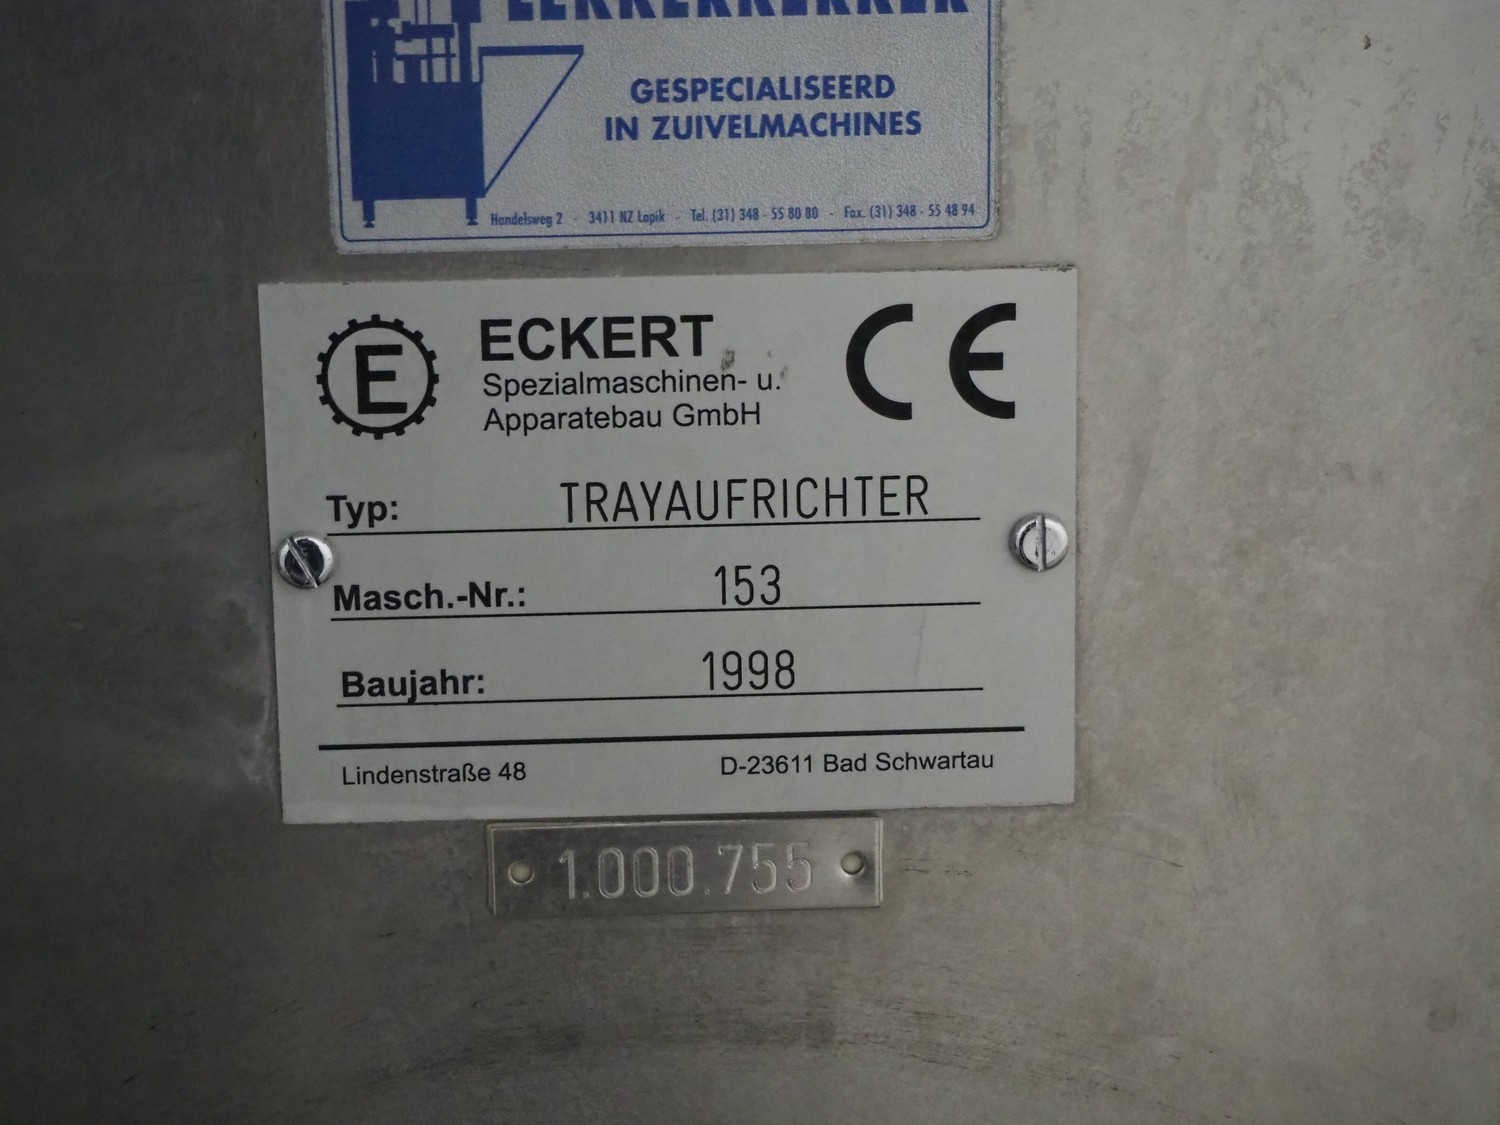 LEKKERKERKER
GESPECIALISEERD
IN ZUIVELMACHINES
Handelsweg 2 - 3411 NZ Lopik - Tel. (31) 348 - 55 80 80 - Fax. (31) 348 - 55 48 94
E
ECKERT
Spezialmaschinen- u.
Apparatebau GmbH
CE
Typ: TRAYAUFRICHTER
Masch.-Nr.: 153
Baujahr: 1998
Lindenstraße 48 D-23611 Bad Schwartau
1.000.755